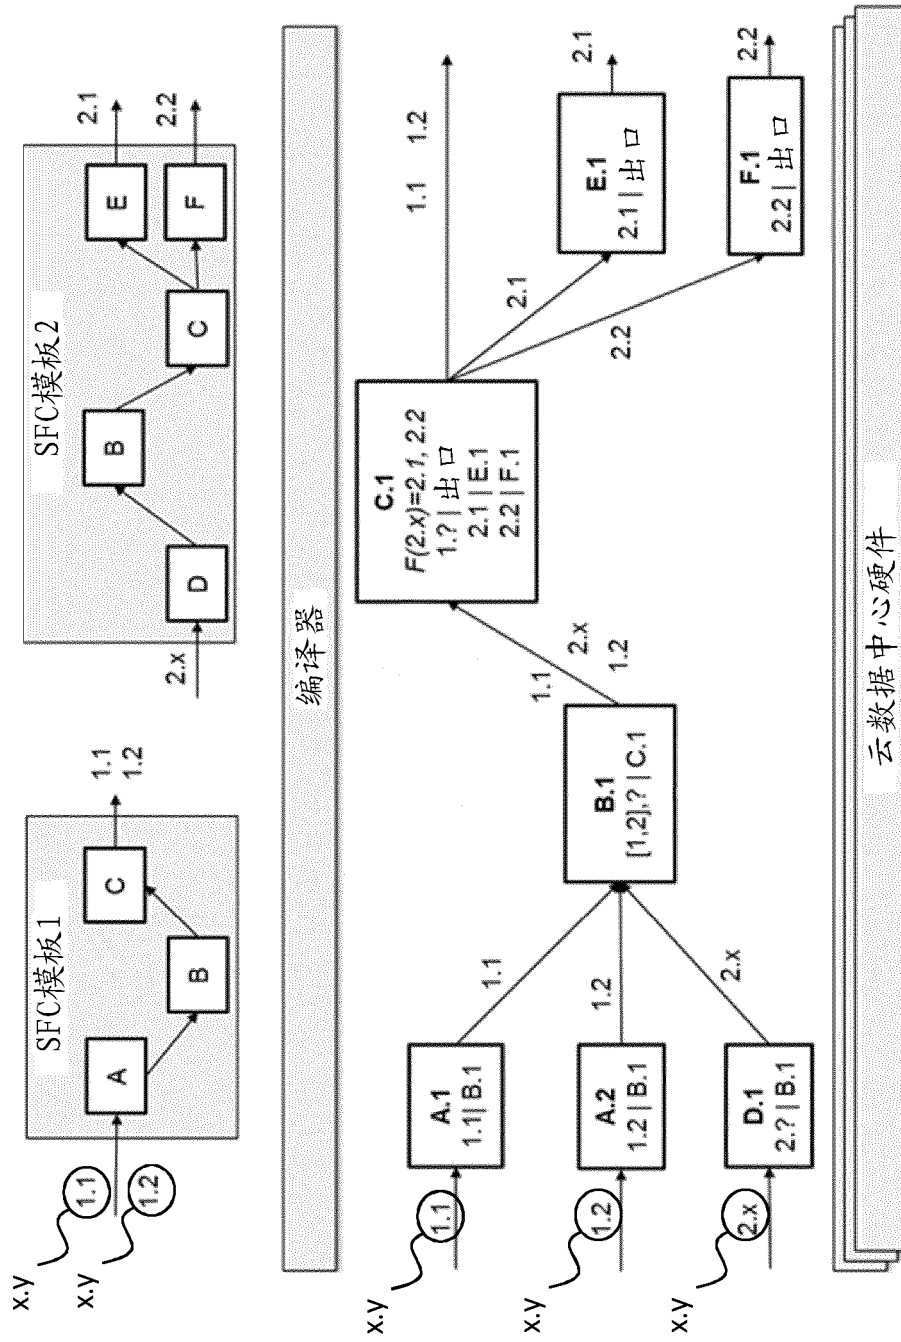 SFC模板1
x.y
1.1
x.y
1.2
A
B
C
1.1
1.2
SFC模板2
2.x
D
B
C
E
F
2.1
2.2
编译器
x.y
1.1
A.1
1.1| B.1
1.1
x.y
1.2
A.2
1.2 | B.1
1.2
x.y
2.x
D.1
2.? | B.1
2.x
B.1
[1,2].? | C.1
1.1
2.x
1.2
C.1
F(2.x)=2.1, 2.2
1.? | 出口
2.1 | E.1
2.2 | F.1
1.1
1.2
2.1
E.1
2.1 | 出口
2.1
2.2
F.1
2.2 | 出口
2.2
云数据中心硬件